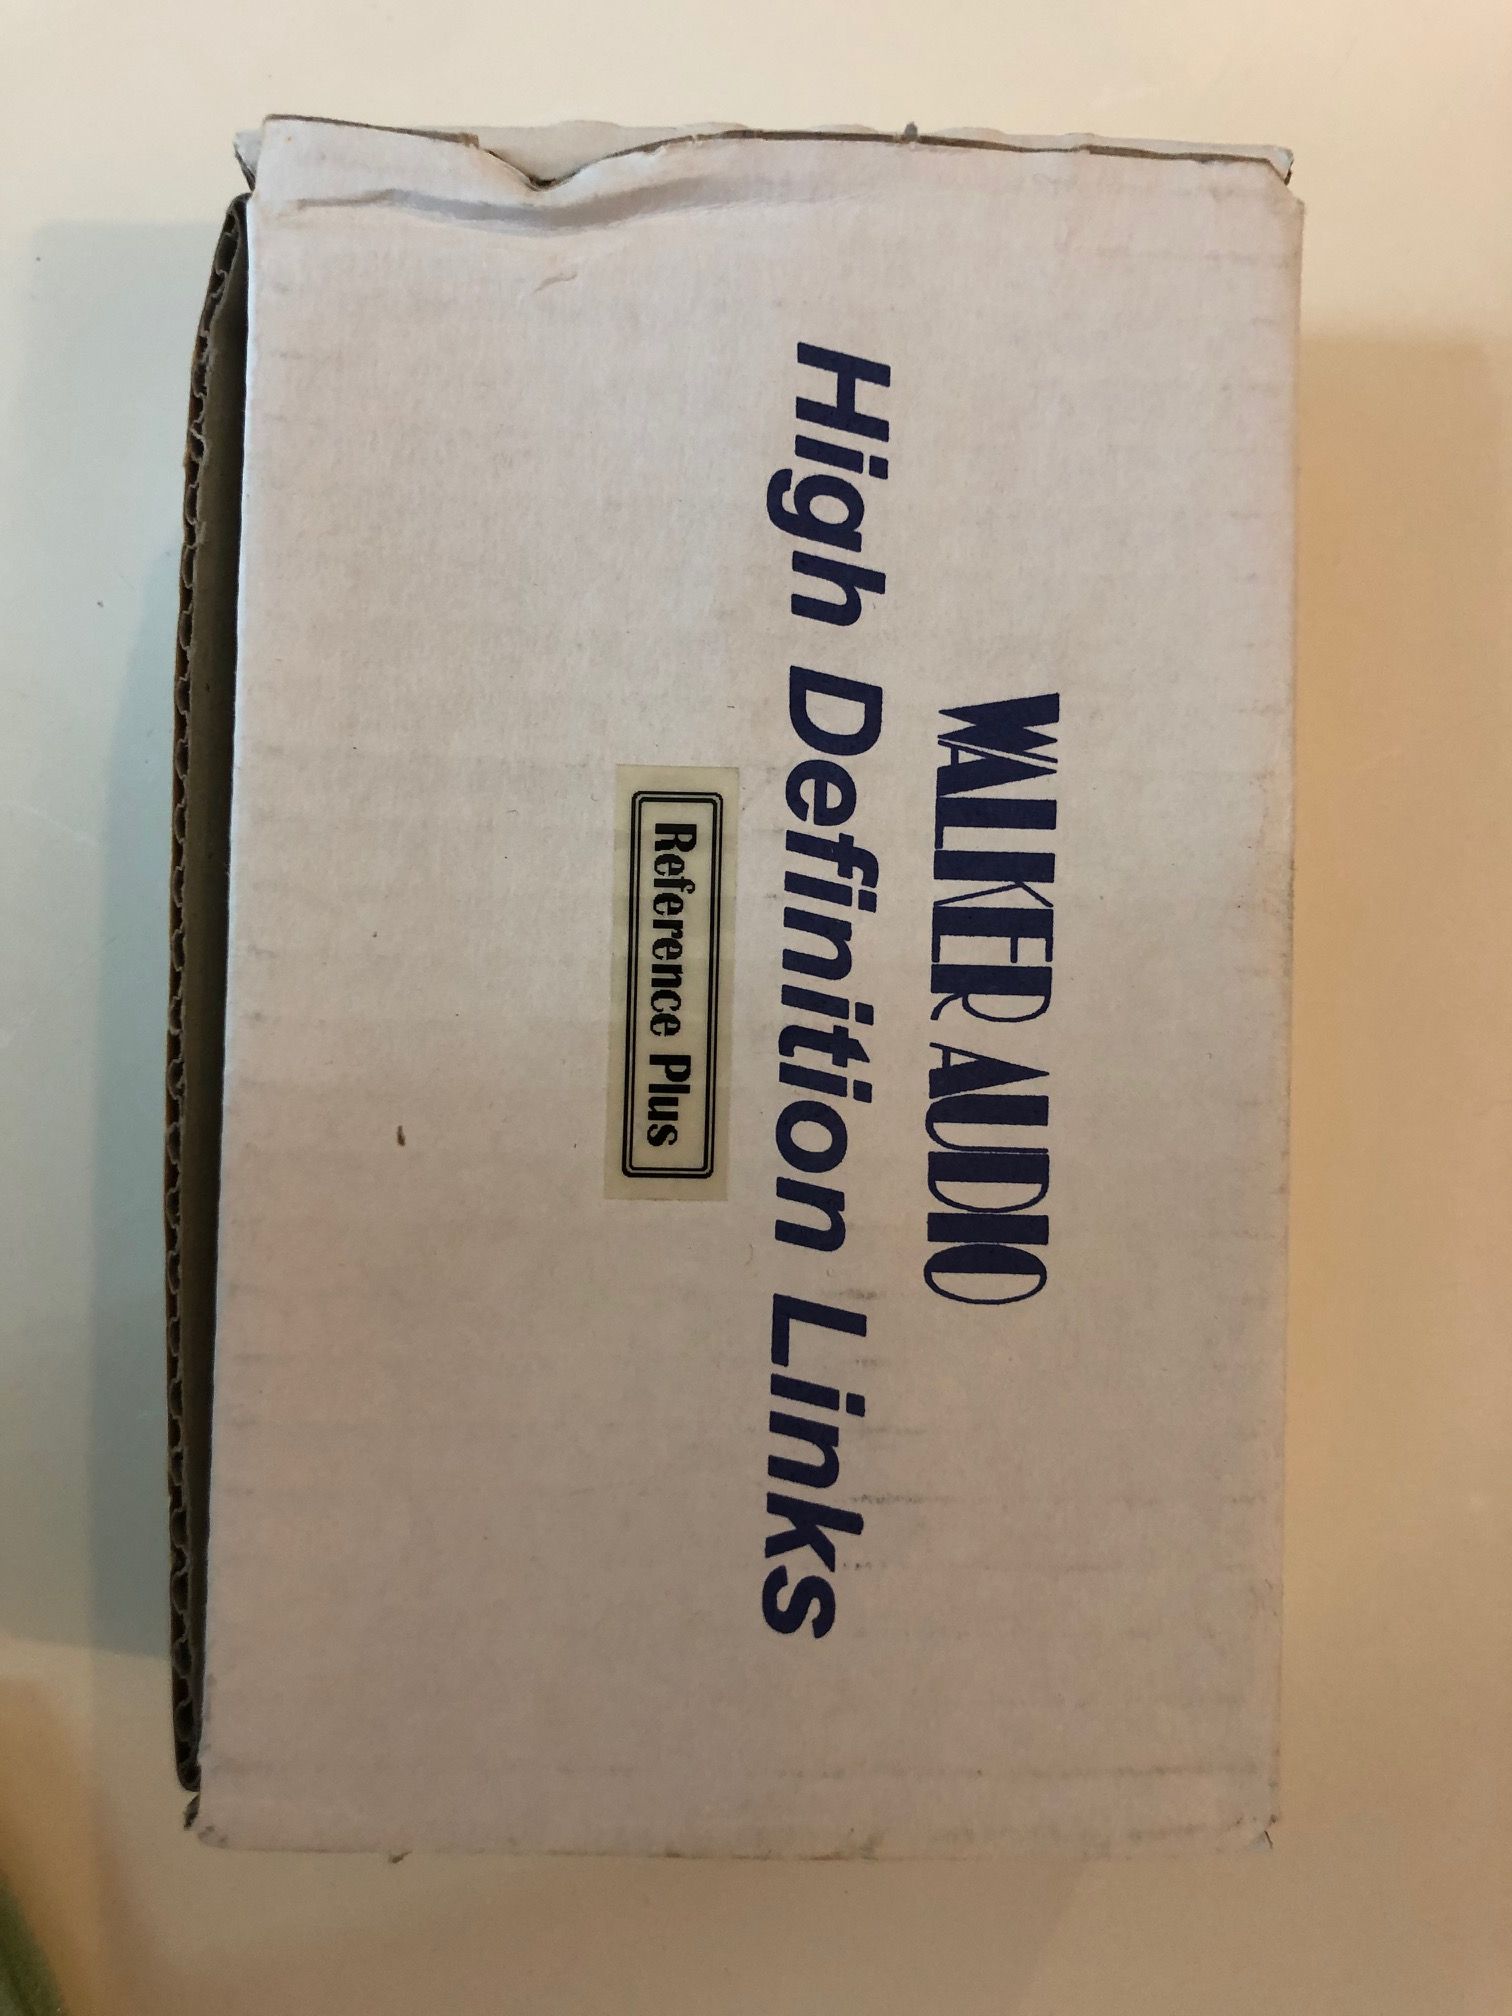 WALKER AUDIO
High Definition Links
Reference Plus